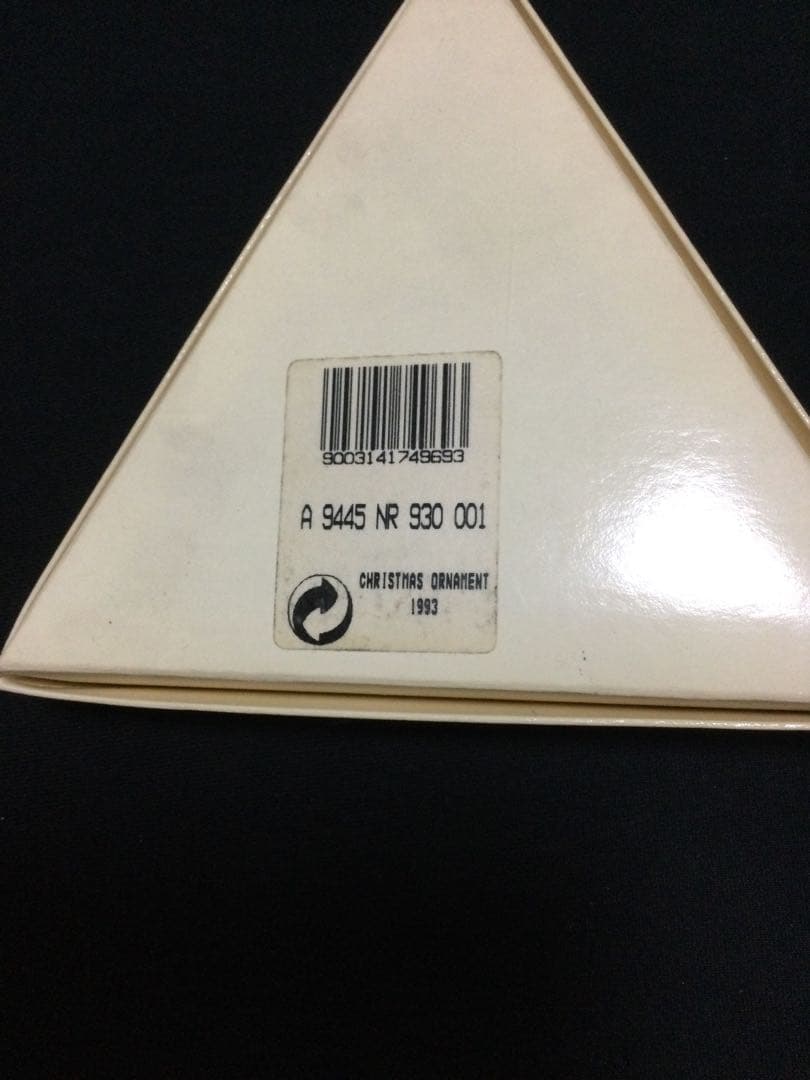 9003141749693
A 9445 NR 930 001
CHRISTMAS ORNAMENT
1993